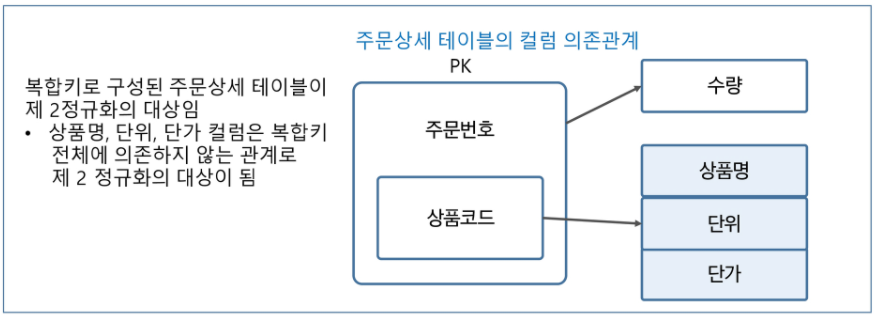 주문상세 테이블의 컬럼 의존관계
복합키로 구성된 주문상세 테이블이
제 2정규화의 대상임
• 상품명, 단위, 단가 컬럼은 복합키
전체에 의존하지 않는 관계로
제 2 정규화의 대상이 됨
PK
주문번호
상품코드
수량
상품명
단위
단가